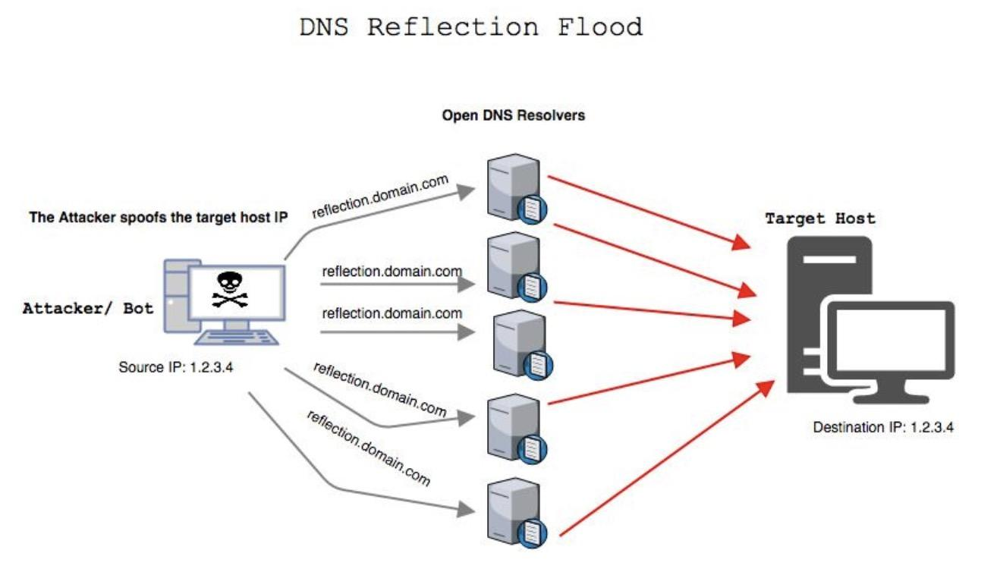 DNS Reflection Flood
Open DNS Resolvers
The Attacker spoofs the target host IP
reflection.domain.com
Target Host
reflection.domain.com
Attacker/ Bot
reflection.domain.com
Source IP: 1.2.3.4
reflection.domain.com
reflection.domain.com
Destination IP: 1.2.3.4